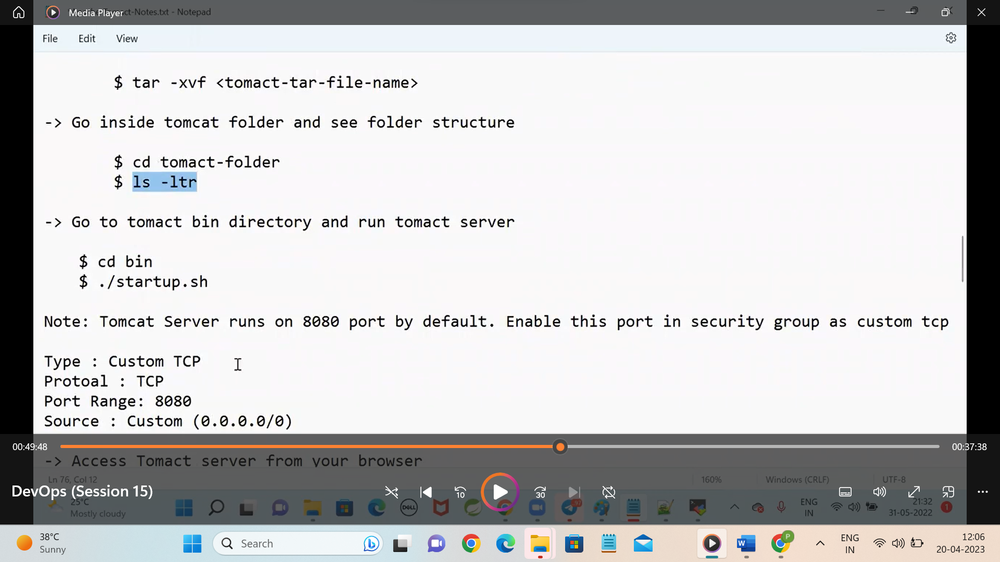 Media Player
Tomact-Notes.txt - Notepad
File Edit View
$ tar -xvf <tomact-tar-file-name>
-> Go inside tomcat folder and see folder structure
$ cd tomact-folder
$ ls -ltr
-> Go to tomact bin directory and run tomact server
$ cd bin
$ ./startup.sh
Note: Tomcat Server runs on 8080 port by default. Enable this port in security group as custom tcp
Type : Custom TCP
Protoal : TCP
Port Range: 8080
Source : Custom (0.0.0.0/0)
00:49:48
00:37:38
-> Access Tomact server from your browser
Ln 76, Col 12
160%
Windows (CRLF)
UTF-8
DevOps (Session 15)
10
30
25°C
Mostly cloudy
DELL
97
ENG
IN
21:32
31-05-2022
1
38°C
Sunny
Search
W
P
ENG
IN
12:06
20-04-2023